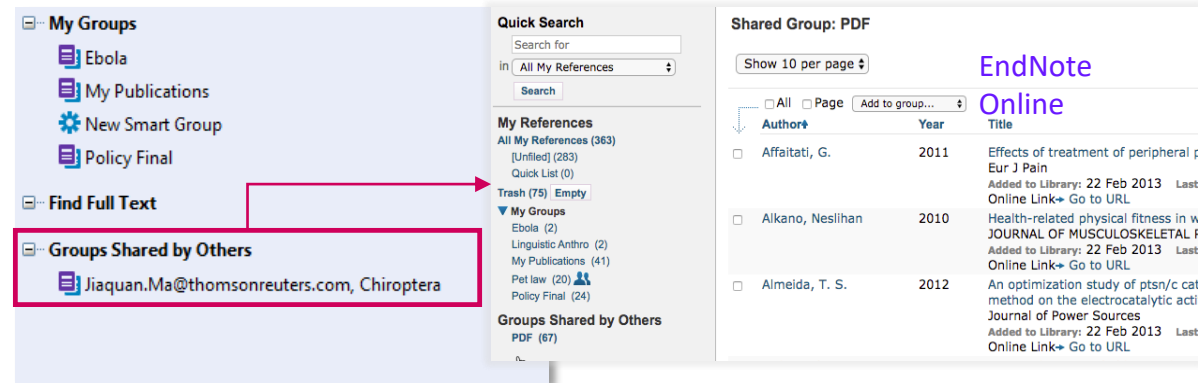 My Groups
Ebola
My Publications
New Smart Group
Policy Final
Find Full Text
Groups Shared by Others
Jiaquan.Ma@thomsonreuters.com, Chiroptera
Quick Search
Search for
in All My References
Search
My References
All My References (363)
[Unfiled] (283)
Quick List (0)
Trash (75) Empty
My Groups
Ebola (2)
Linguistic Anthro (2)
My Publications (41)
Pet law (20)
Policy Final (24)
Groups Shared by Others
PDF (67)
Shared Group: PDF
Show 10 per page
EndNote
Online
All Page Add to group...
Author Year Title
Affaitati, G. 2011 Effects of treatment of peripheral p
Eur J Pain
Added to Library: 22 Feb 2013 Last
Online Link→ Go to URL
Alkano, Neslihan 2010 Health-related physical fitness in w
JOURNAL OF MUSCULOSKELETAL
Added to Library: 22 Feb 2013 Last
Online Link→ Go to URL
Almeida, T. S. 2012 An optimization study of ptsn/c cat
method on the electrocatalytic acti
Journal of Power Sources
Added to Library: 22 Feb 2013 Last
Online Link→ Go to URL